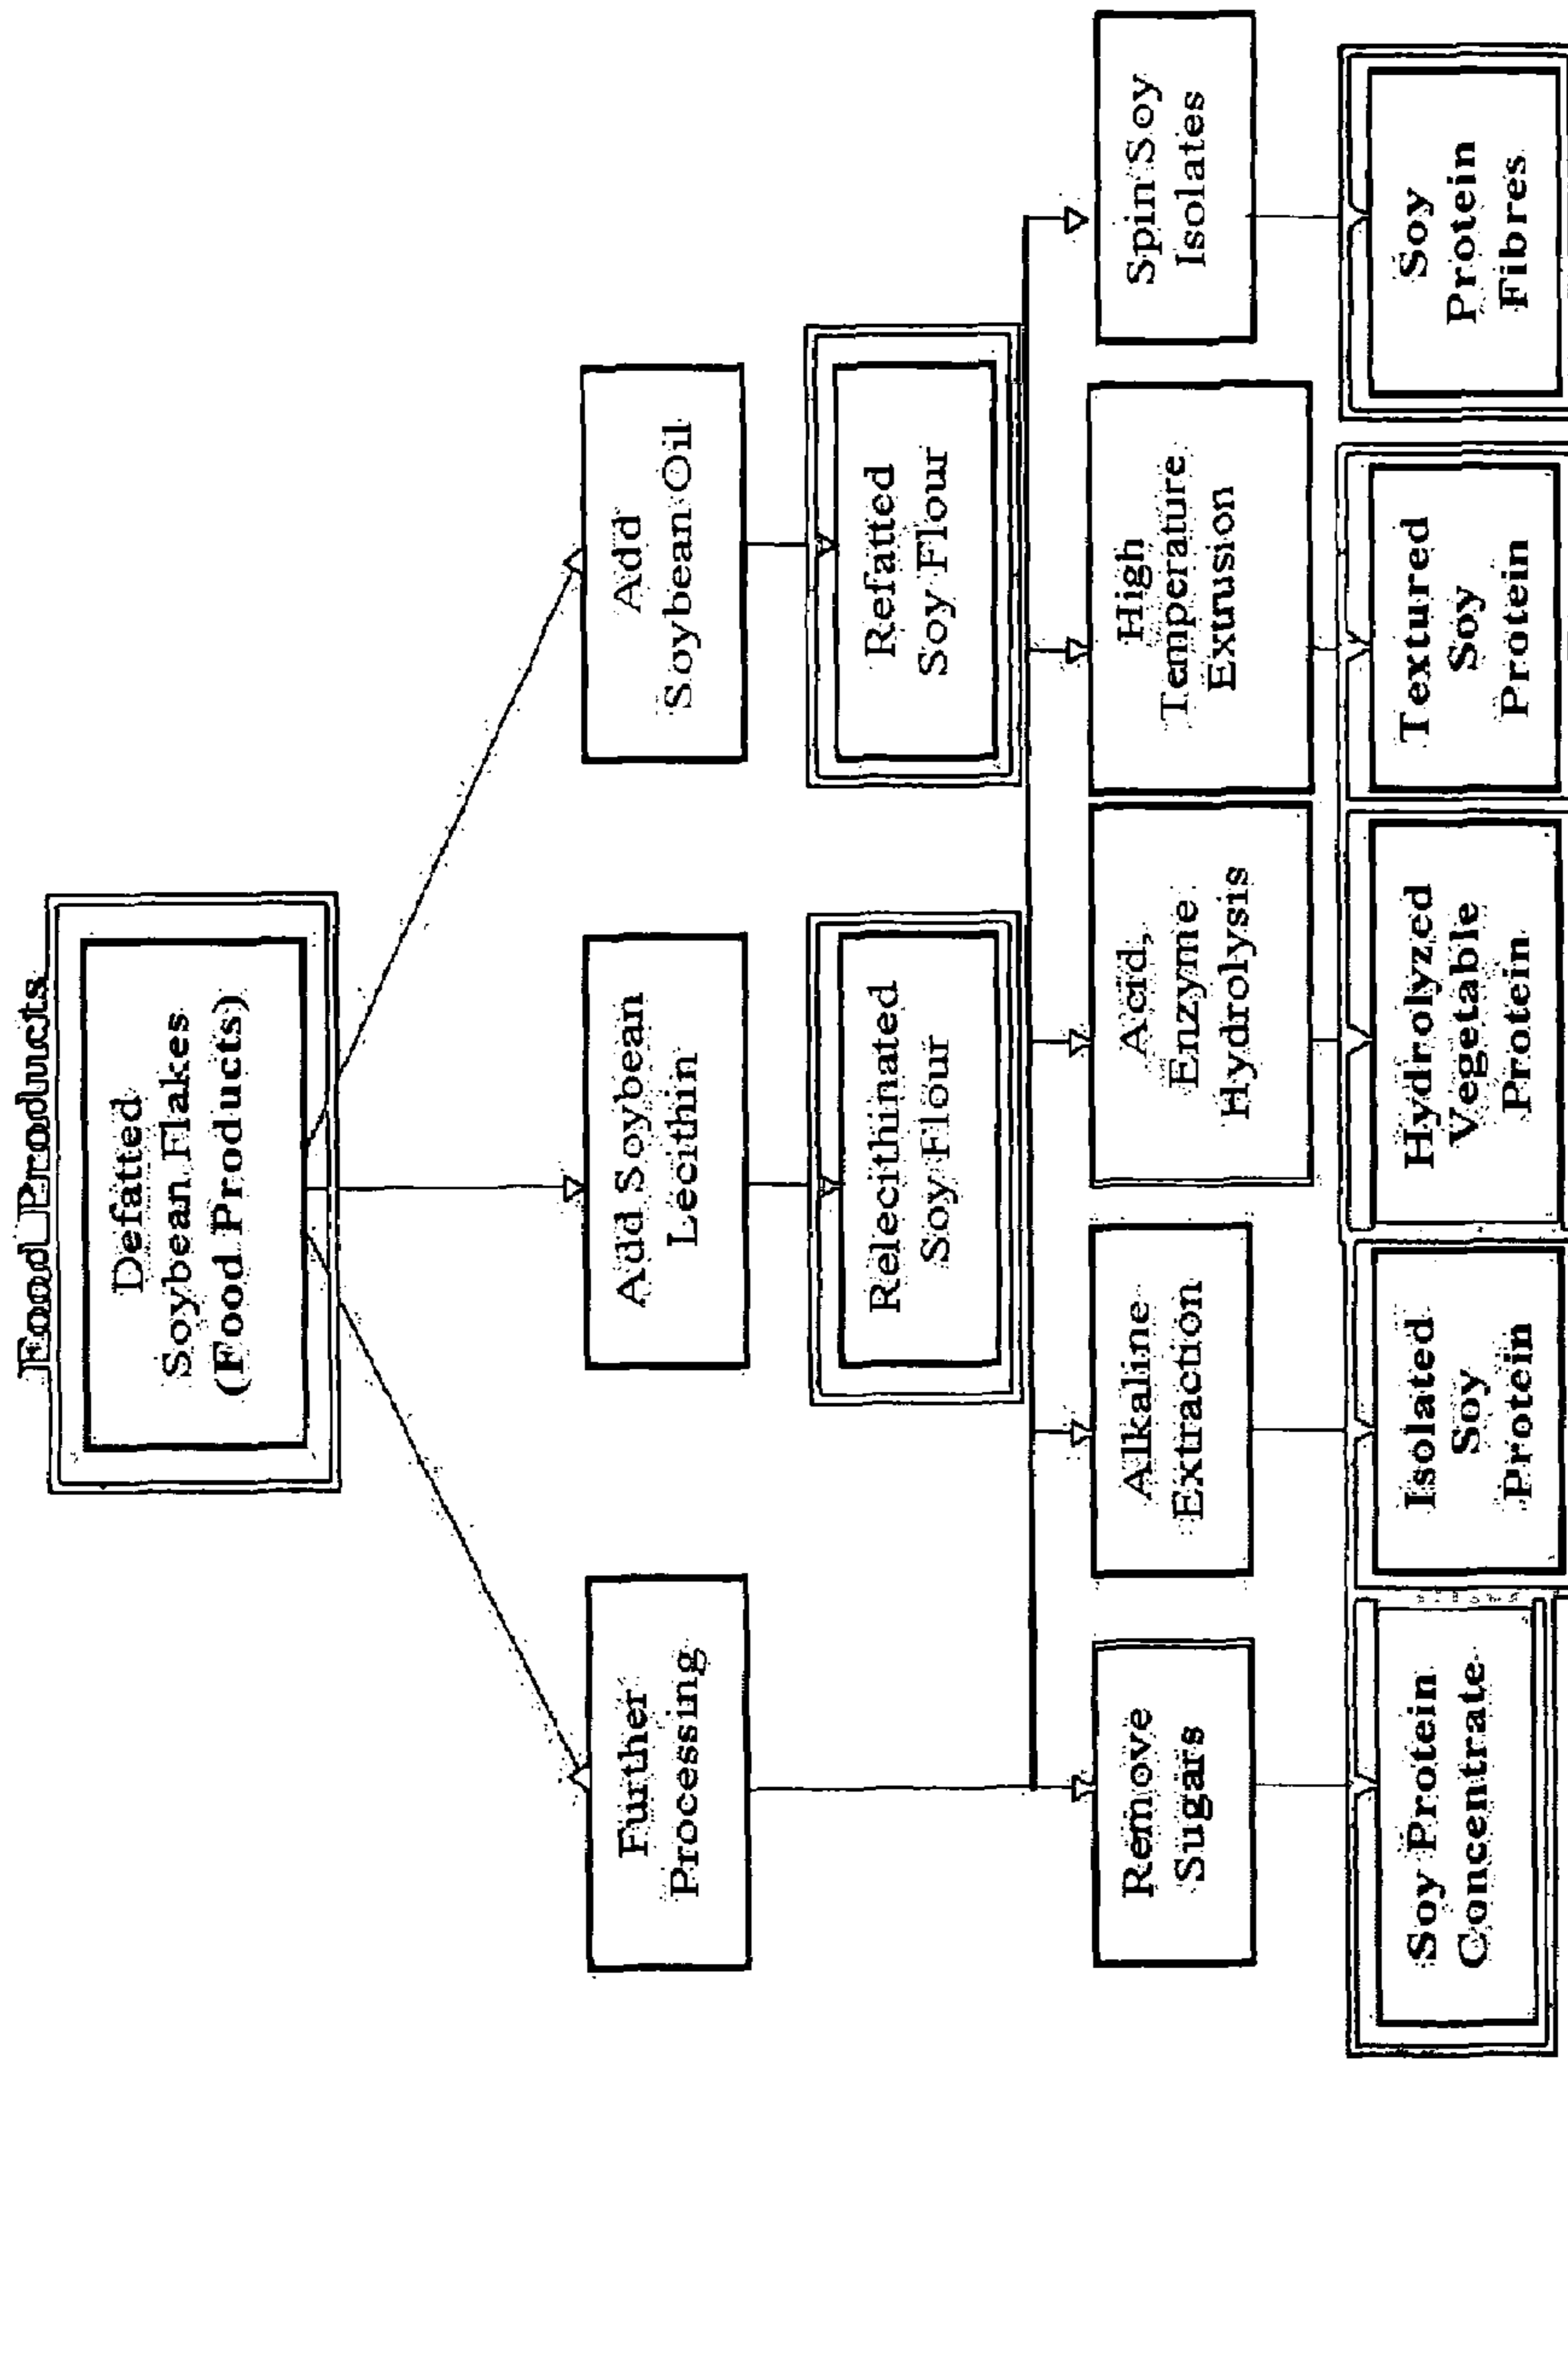 Food Products
Defatted
Soybean Flakes
(Food Products)
Further
Processing
Add Soybean
Lecithin
Add
Soybean Oil
Relecithinated
Soy Flour
Refatted
Soy Flour
Remove
Sugars
Alkaline
Extraction
Acid,
Enzyme
Hydrolysis
High
Temperature
Extrusion
Spin Soy
Isolates
Soy Protein
Concentrate
Isolated
Soy
Protein
Hydrolyzed
Vegetable
Protein
Textured
Soy
Protein
Soy
Protein
Fibres